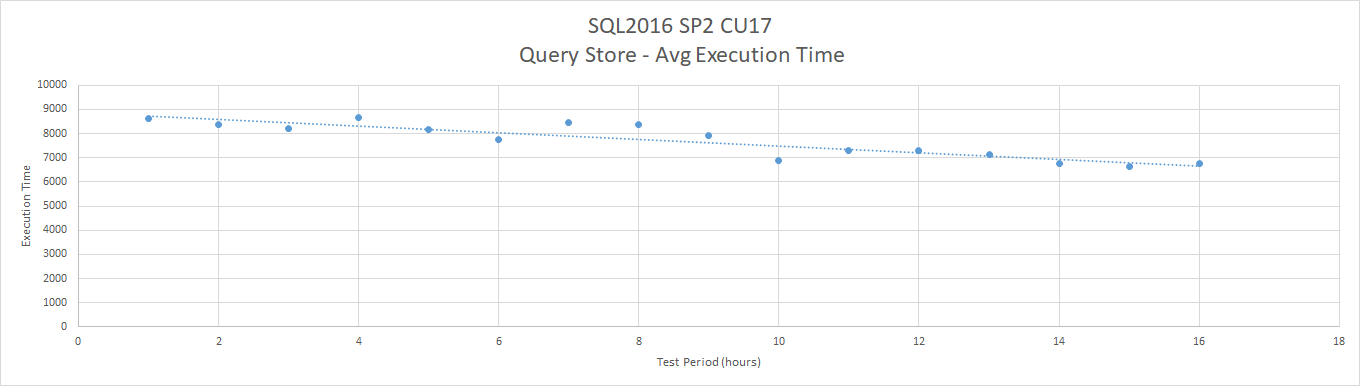 SQL2016 SP2 CU17
Query Store - Avg Execution Time
10000
9000
8000
7000
6000
5000
4000
3000
2000
1000
0
Execution Time
0 2 4 6 8 10 12 14 16 18
Test Period (hours)